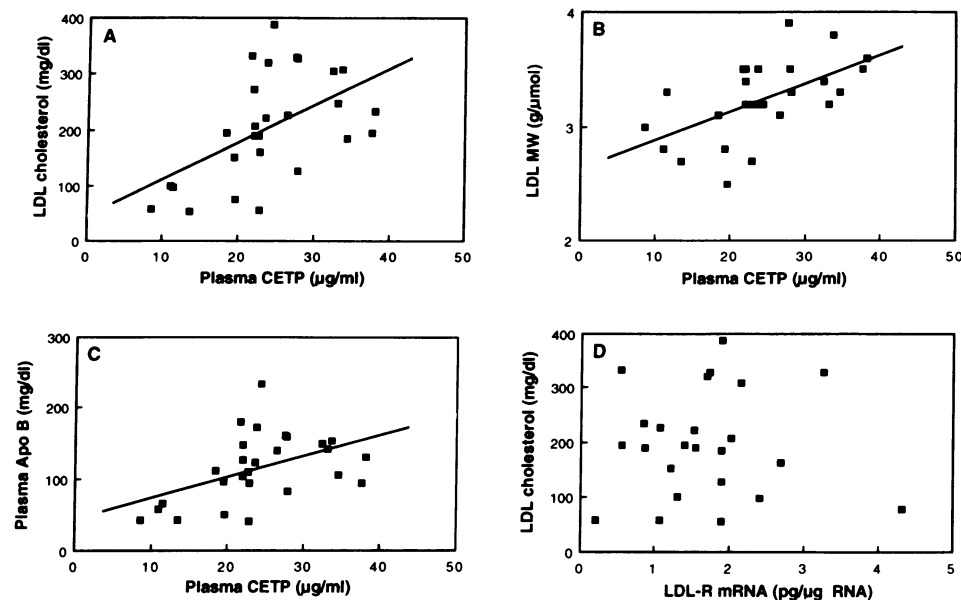 A
LDL cholesterol (mg/dl)
400
300
200
100
0
0 10 20 30 40 50
Plasma CETP (µg/ml)
B
LDL MW (g/µmol)
4
3
2
0 10 20 30 40 50
Plasma CETP (µg/ml)
C
Plasma Apo B (mg/dl)
300
200
100
0
0 10 20 30 40 50
Plasma CETP (µg/ml)
D
LDL cholesterol (mg/dl)
400
300
200
100
0
0 1 2 3 4 5
LDL-R mRNA (pg/µg RNA)